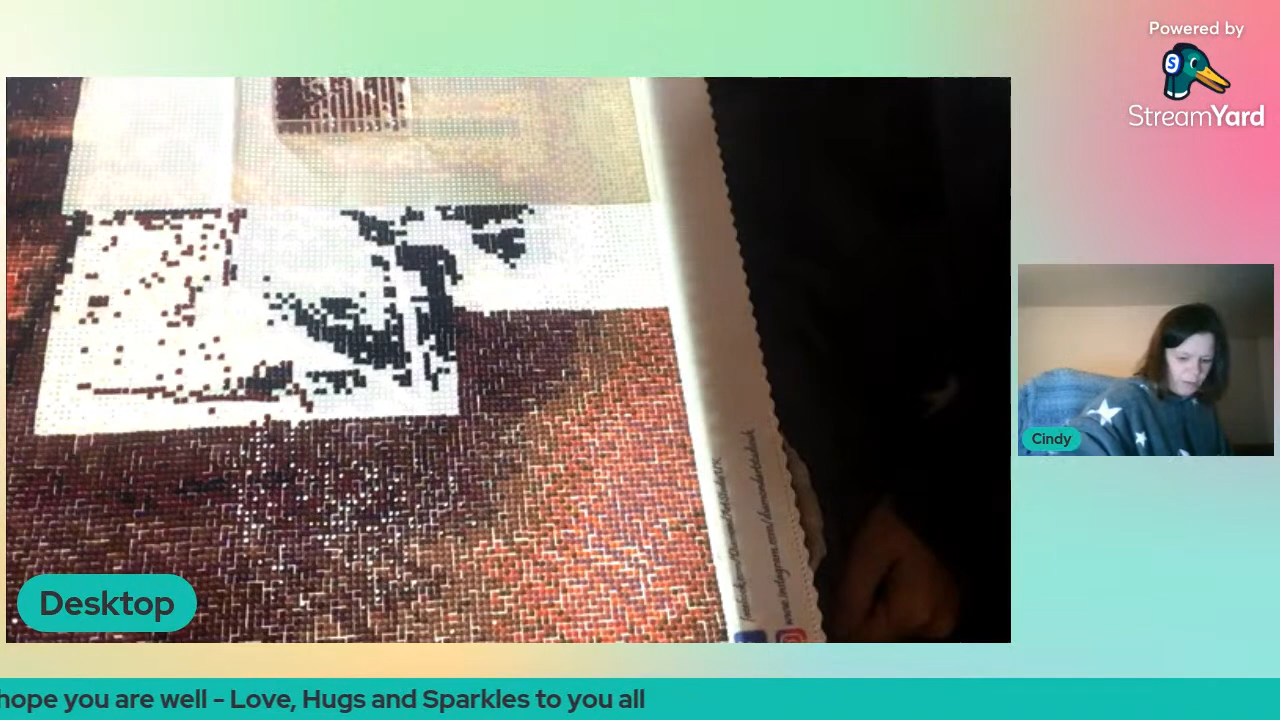 Powered by
StreamYard
Cindy
Desktop
hope you are well - Love, Hugs and Sparkles to you all